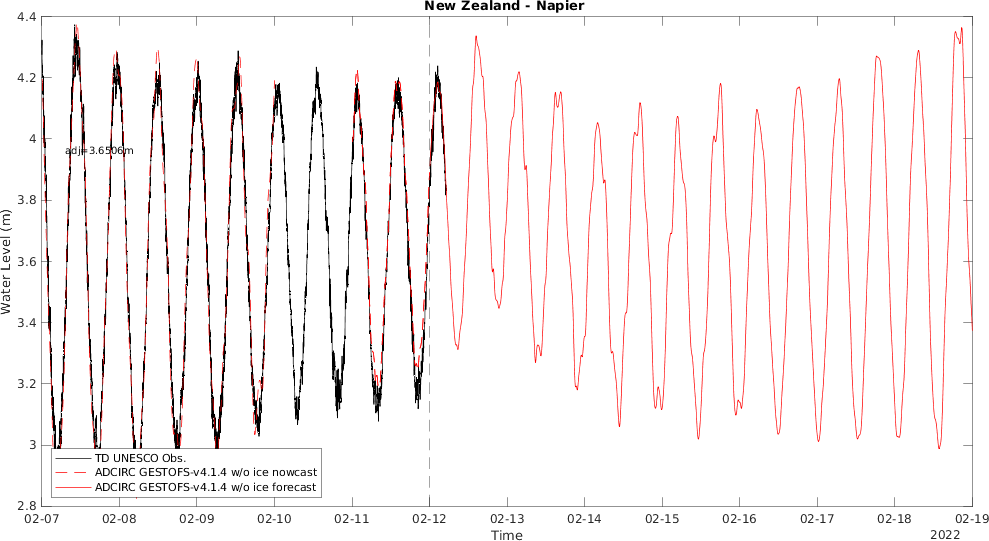 New Zealand - Napier
4.4
4.2
4
3.8
3.6
3.4
3.2
3
2.8
Water Level (m)
adj=3.6506m
TD UNESCO Obs.
ADCIRC GESTOFS-v4.1.4 w/o ice nowcast
ADCIRC GESTOFS-v4.1.4 w/o ice forecast
02-07 02-08 02-09 02-10 02-11 02-12 02-13 02-14 02-15 02-16 02-17 02-18 02-19
Time
2022